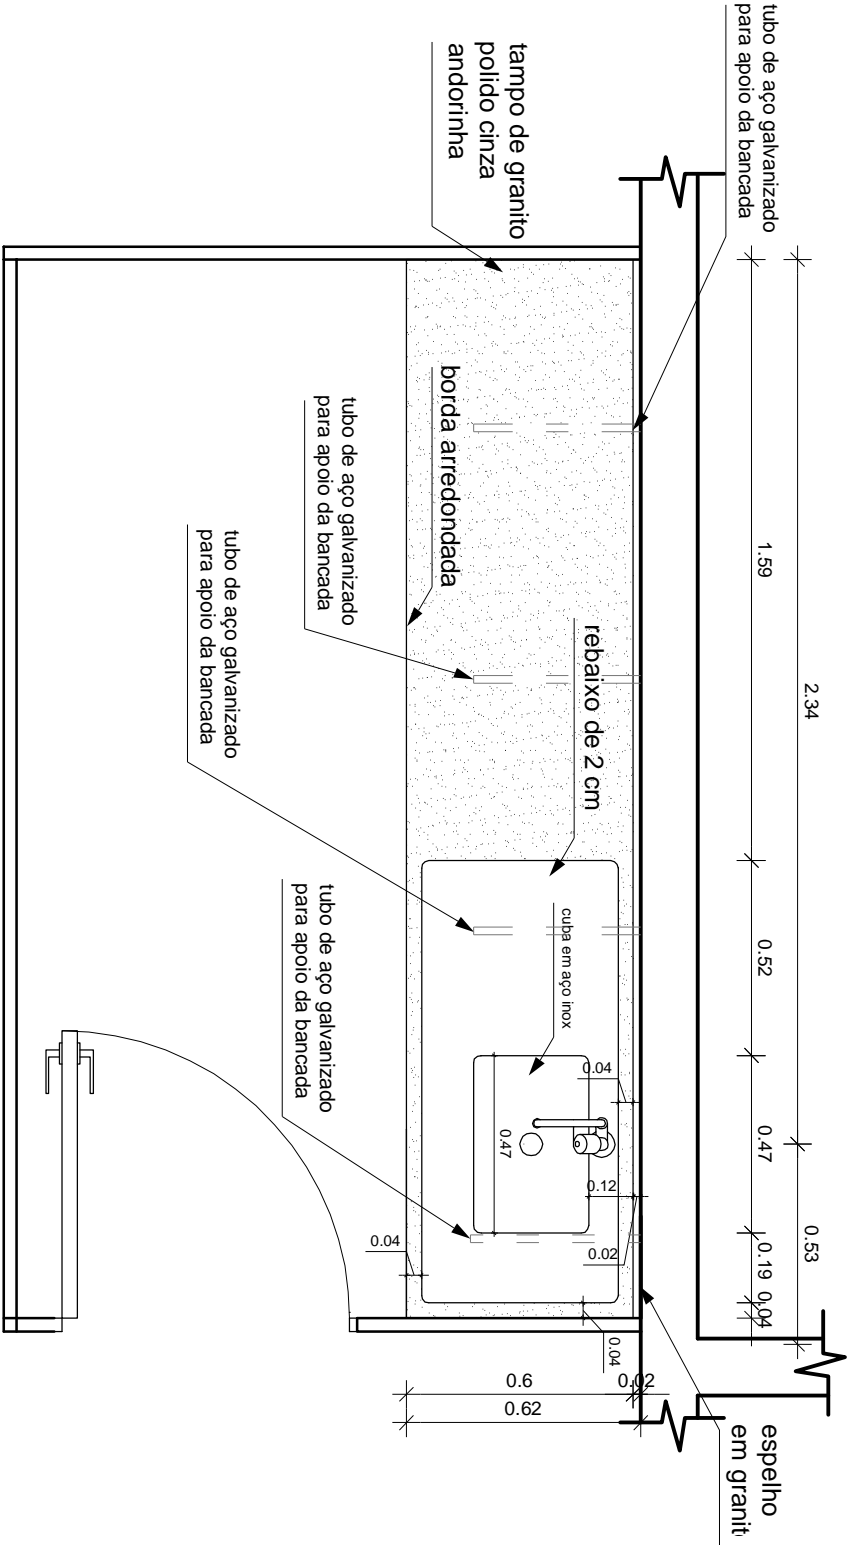 tubo de aço galvanizado
para apoio da bancada
tampo de granito
polido cinza
andorinha
borda arredondada
tubo de aço galvanizado
para apoio da bancada
tubo de aço galvanizado
para apoio da bancada
rebaixo de 2 cm
cuba em aço inox
tubo de aço galvanizado
para apoio da bancada
espelho
em granit
2.34
0.53
1.59
0.52
0.47
0.19
0.04
0.04
0.47
0.12
0.02
0.04
0.04
0.6
0.02
0.62